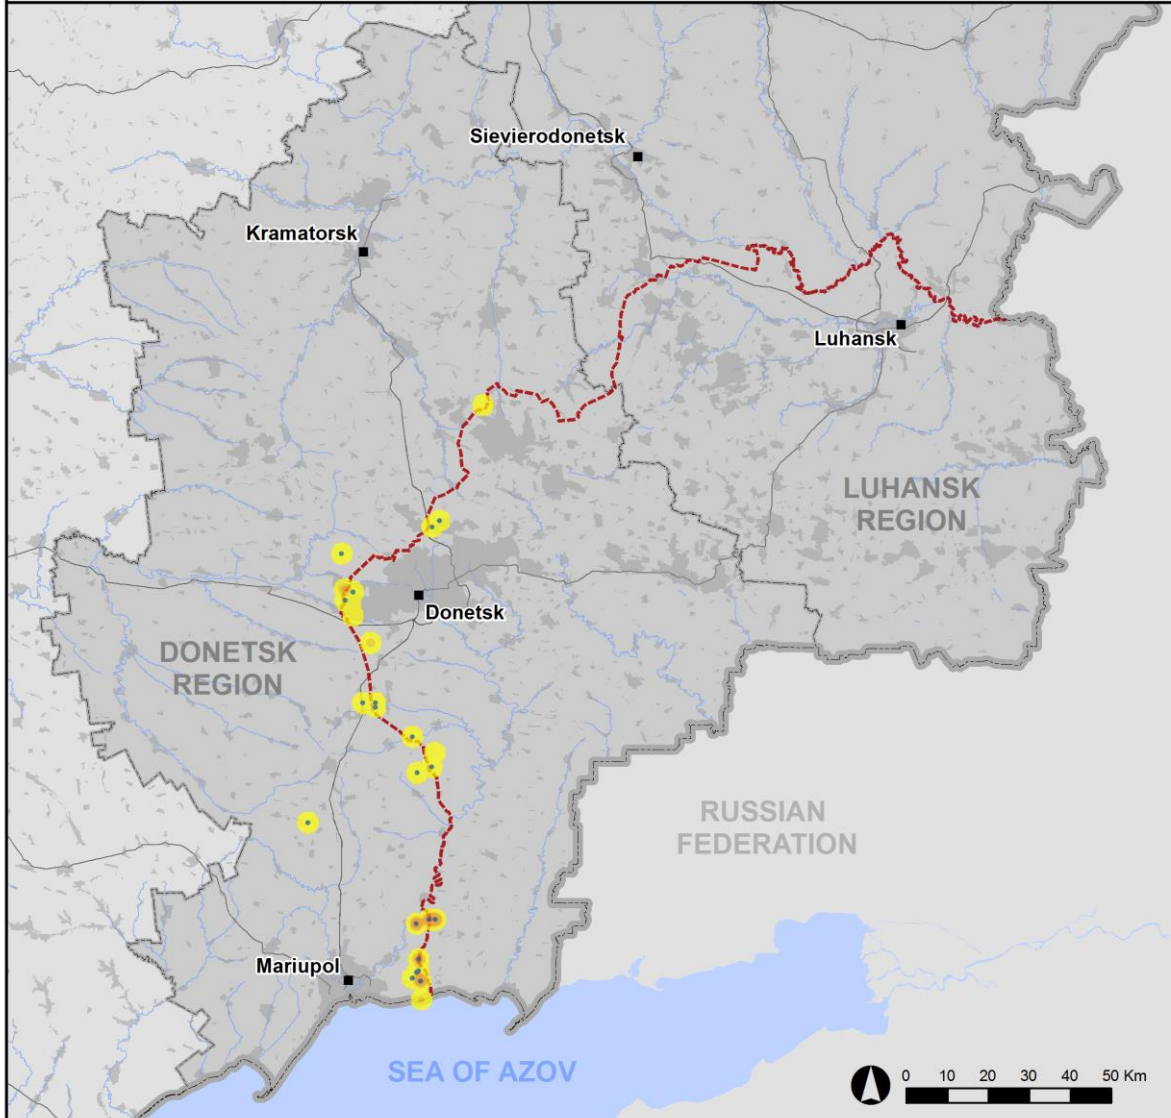 Sievierodonetsk
Kramatorsk
Luhansk
LUHANSK
REGION
Donetsk
DONETSK
REGION
RUSSIAN
FEDERATION
Mariupol
SEA OF AZOV
0 10 20 30 40 50 Km